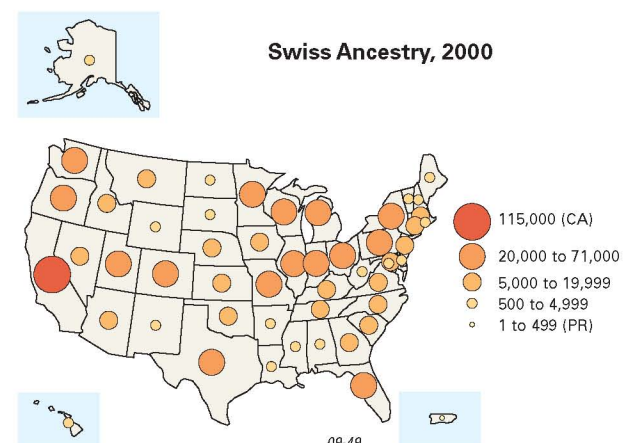 Swiss Ancestry, 2000
115,000 (CA)
20,000 to 71,000
5,000 to 19,999
500 to 4,999
1 to 499 (PR)
09-49